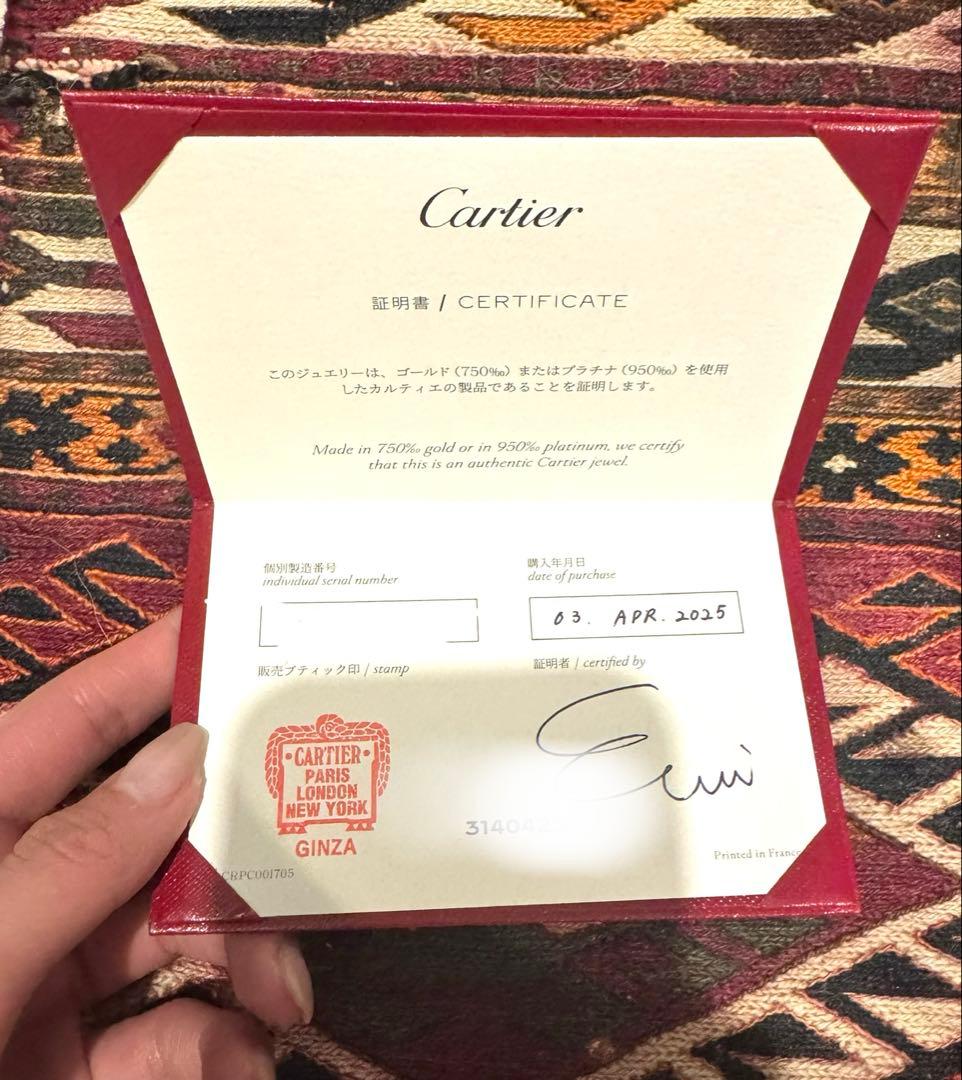 Cartier
証明書 / CERTIFICATE
このジュエリーは、ゴールド（750‰）またはプラチナ（950‰）を使用
したカルティエの製品であることを証明します。
Made in 750‰ gold or in 950‰ platinum, we certify
that this is an authentic Cartier jewel.
個別製造番号
individual serial number
購入年月日
date of purchase
03. APR. 2025
販売ブティック印 / stamp
証明者 / certified by
CARTIER
PARIS
LONDON
NEW YORK
GINZA
CRPC001705
Printed in France